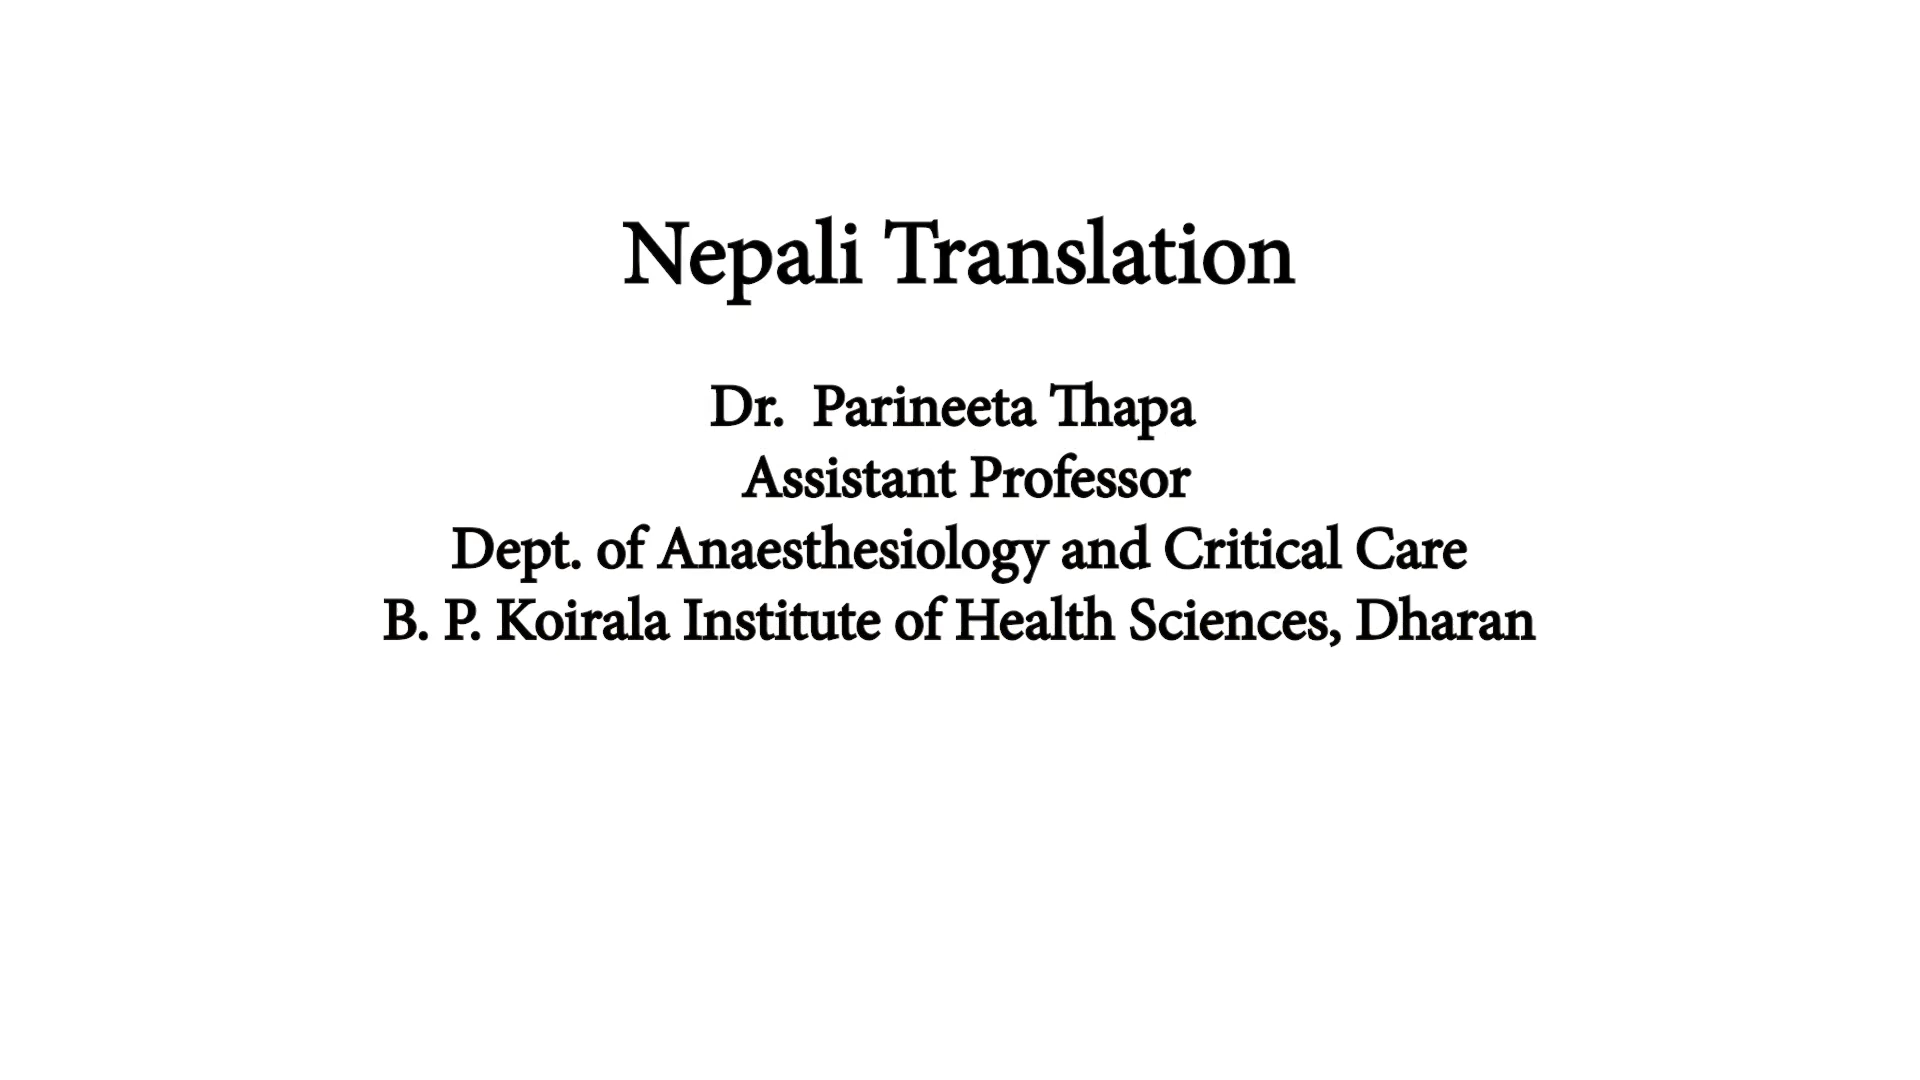 Nepali Translation
Dr. Parineeta Thapa
Assistant Professor
Dept. of Anaesthesiology and Critical Care
B. P. Koirala Institute of Health Sciences, Dharan